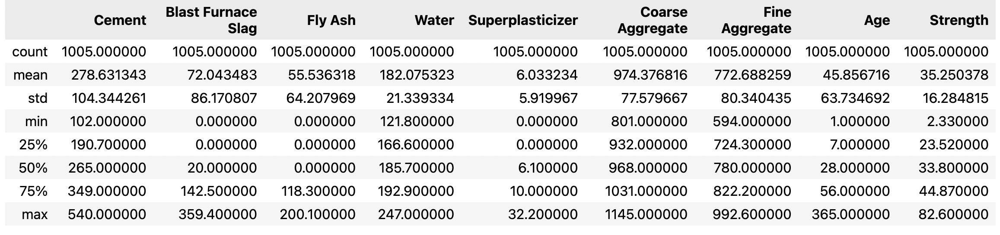 Cement Blast Furnace Slag Fly Ash Water Superplasticizer Coarse Aggregate Fine Aggregate Age Strength
count 1005.000000 1005.000000 1005.000000 1005.000000 1005.000000 1005.000000 1005.000000 1005.000000 1005.000000
mean 278.631343 72.043483 55.536318 182.075323 6.033234 974.376816 772.688259 45.856716 35.250378
std 104.344261 86.170807 64.207969 21.339334 5.919967 77.579667 80.340435 63.734692 16.284815
min 102.000000 0.000000 0.000000 121.800000 0.000000 801.000000 594.000000 1.000000 2.330000
25% 190.700000 0.000000 0.000000 166.600000 0.000000 932.000000 724.300000 7.000000 23.520000
50% 265.000000 20.000000 0.000000 185.700000 6.100000 968.000000 780.000000 28.000000 33.800000
75% 349.000000 142.500000 118.300000 192.900000 10.000000 1031.000000 822.200000 56.000000 44.870000
max 540.000000 359.400000 200.100000 247.000000 32.200000 1145.000000 992.600000 365.000000 82.600000